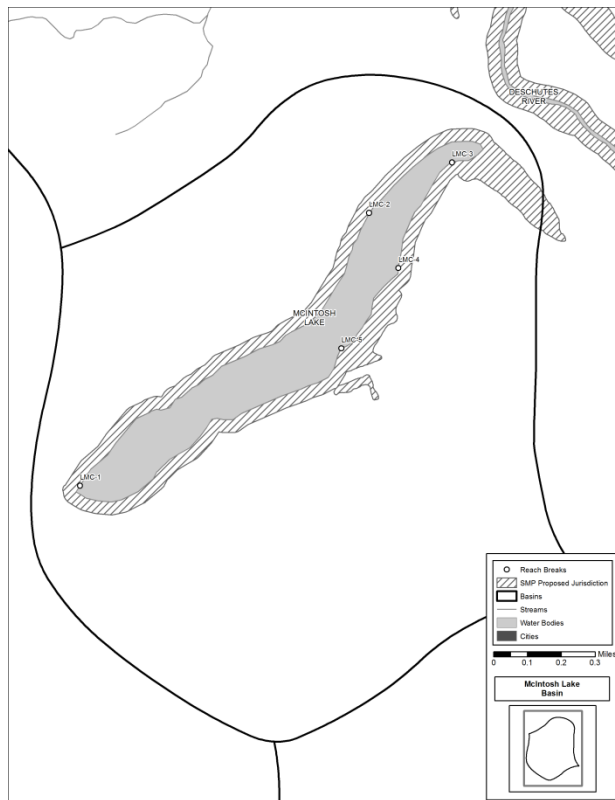 DESCHUTES
RIVER
LMC-3
LMC-2
LMC-4
MCINTOSH
LAKE
LMC-5
LMC-1
Reach Breaks
SMP Proposed Jurisdiction
Basins
Streams
Water Bodies
Cities
Miles
0 0.1 0.2 0.3
McIntosh Lake
Basin